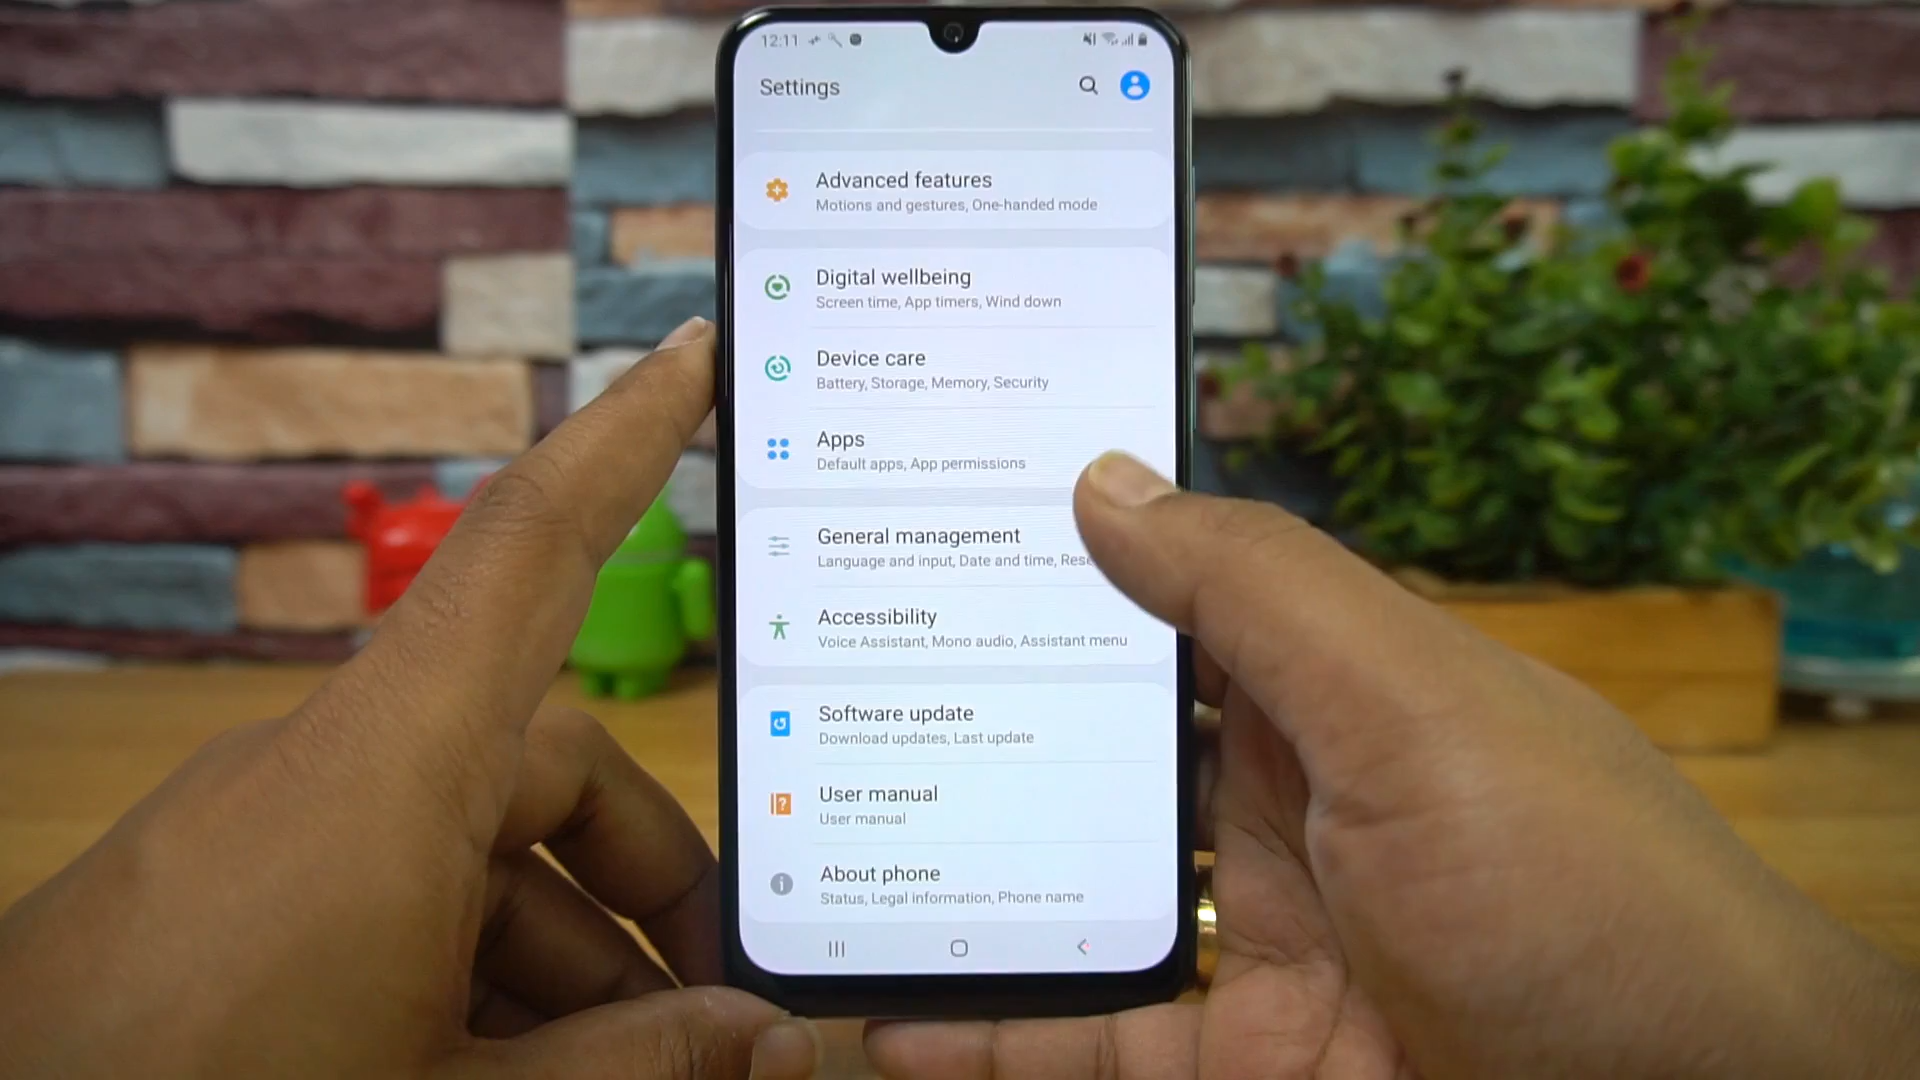 12:11
Settings
Advanced features
Motions and gestures, One-handed mode
Digital wellbeing
Screen time, App timers, Wind down
Device care
Battery, Storage, Memory, Security
Apps
Default apps, App permissions
General management
Language and input, Date and time, Rese
Accessibility
Voice Assistant, Mono audio, Assistant menu
Software update
Download updates, Last update
User manual
User manual
About phone
Status, Legal information, Phone name